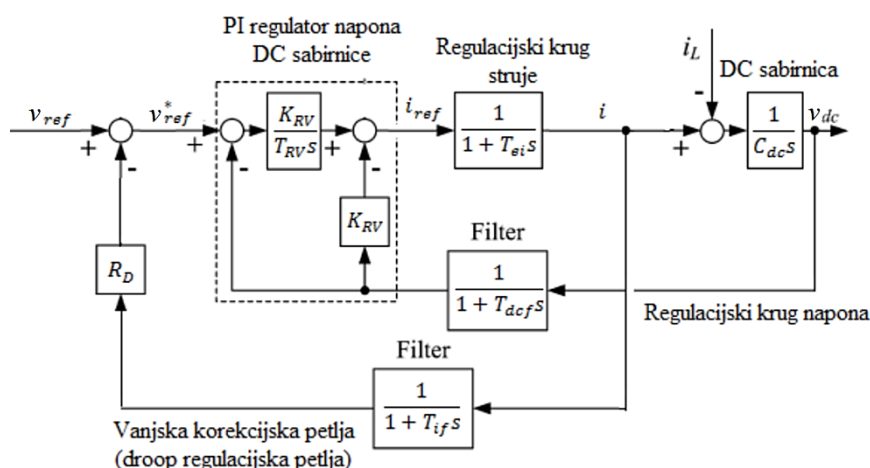 PI regulator napona
DC sabirnice
Regulacijski krug
struje
i_L
DC sabirnica
v_ref
+
-
v*_ref
+
-
K_RV
T_RV s
+
-
i_ref
1
1 + T_ei s
i
-
+
1
C_dc s
v_dc
K_RV
R_D
Filter
1
1 + T_dcf s
Regulacijski krug napona
Filter
1
1 + T_if s
Vanjska korekcijska petlja
(droop regulacijska petlja)